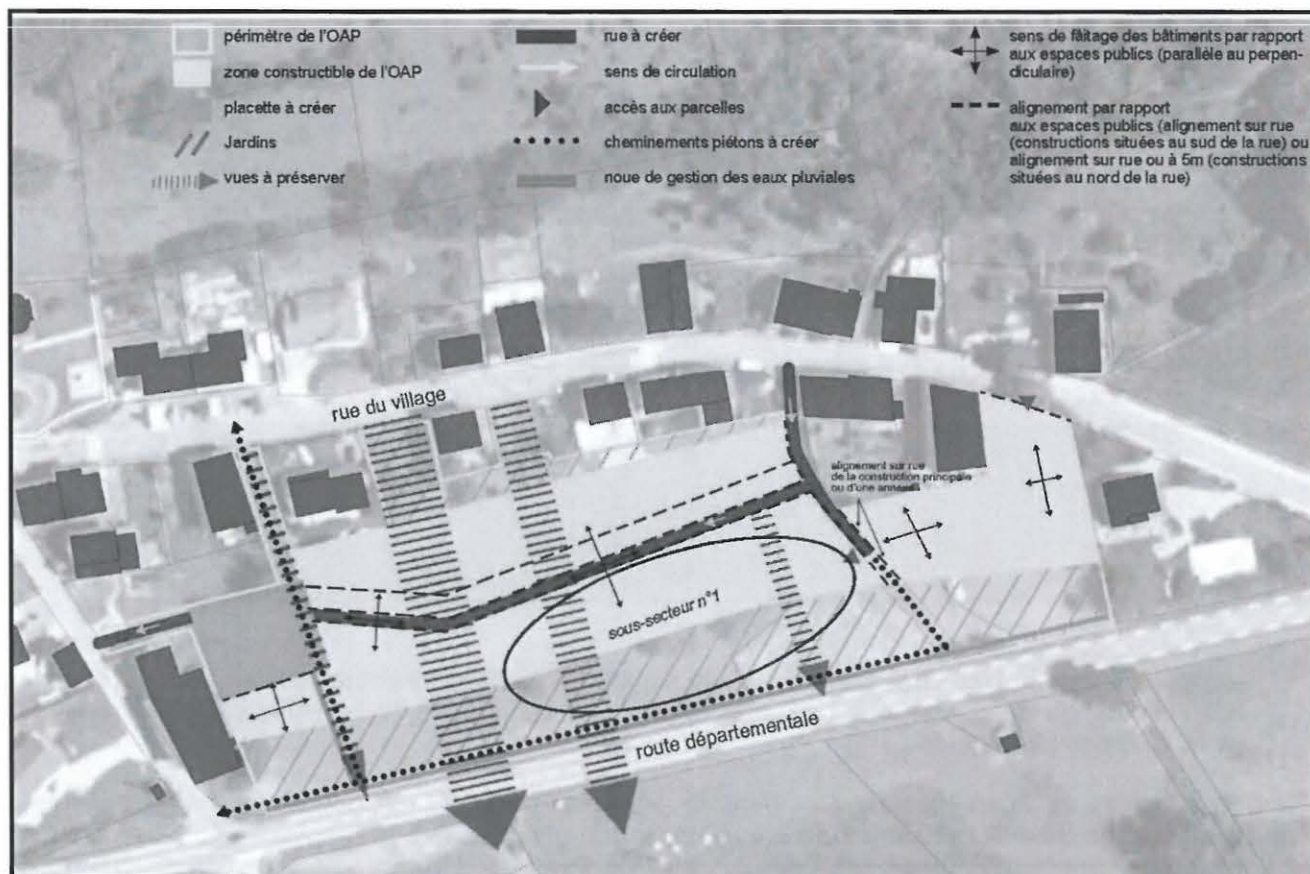 périmètre de l'OAP
zone constructible de l'OAP
placette à créer
Jardins
vues à préserver
rue à créer
sens de circulation
accès aux parcelles
cheminements piétons à créer
noue de gestion des eaux pluviales
sens de fâitage des bâtiments par rapport
aux espaces publics (parallèle au perpen-
diculaire)
alignement par rapport
aux espaces publics (alignement sur rue
(constructions situées au sud de la rue) ou
alignement sur rue ou à 5m (constructions
situées au nord de la rue)
rue du village
alignement sur rue
de la construction principale
ou d'une annexe
sous-secteur n°1
route départementale